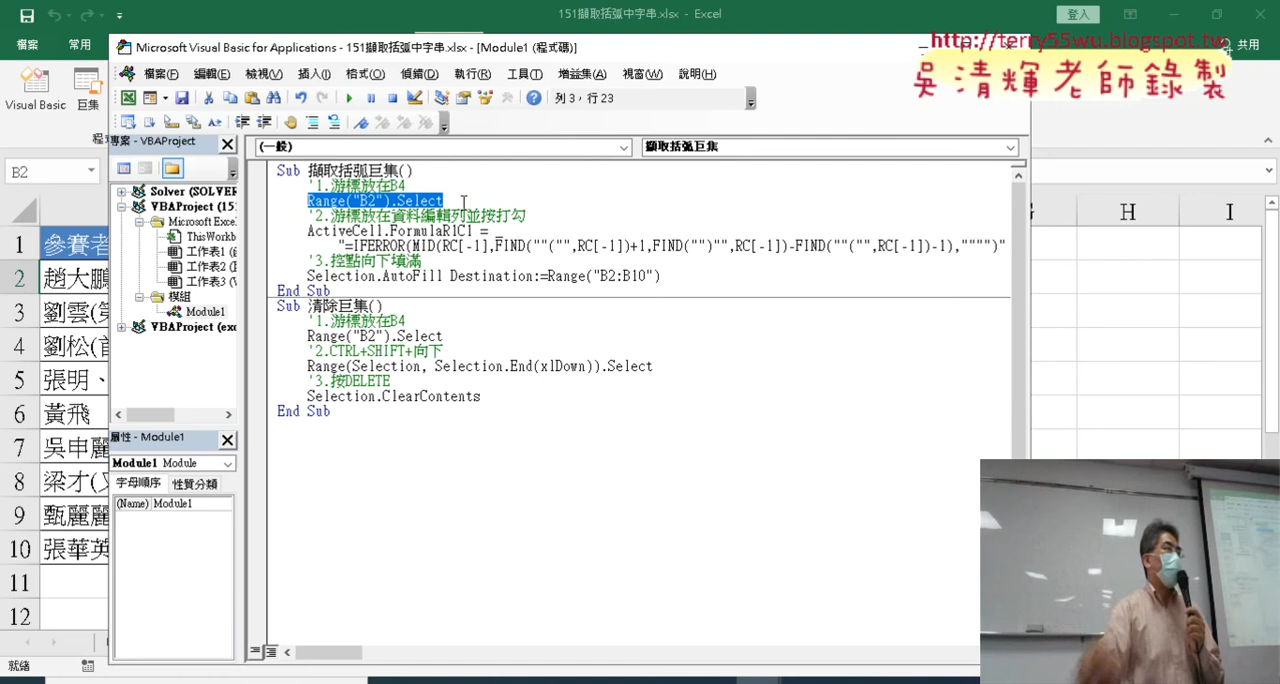 151擷取括弧中字串.xlsx - Excel
登入
檔案
常用
共用
http://terry55wu.blogspot.tw
吳清輝老師錄製
Visual Basic
巨集
B2
Microsoft Visual Basic for Applications - 151擷取括弧中字串.xlsx - [Module1 (程式碼)]
檔案(F) 編輯(E) 檢視(V) 插入(I) 格式(O) 偵錯(D) 執行(R) 工具(T) 增益集(A) 視窗(W) 說明(H)
列 3，行 23
專案 - VBAProject
Solver (SOLVER
VBAProject (15
Microsoft Exce
ThisWorkb
工作表1 (
工作表2 (
工作表3 (
模組
Module1
VBAProject (exc
屬性 - Module1
Module1 Module
字母順序 性質分類
(Name) Module1
(一般)
擷取括弧巨集
Sub 擷取括弧巨集()
'1.游標放在B4
Range("B2").Select
'2.游標放在資料編輯列並按打勾
ActiveCell.FormulaR1C1 = _
"=IFERROR(MID(RC[-1],FIND(""("",RC[-1])+1,FIND("")"",RC[-1])-FIND(""("",RC[-1])-1),"""")"
'3.控點向下填滿
Selection.AutoFill Destination:=Range("B2:B10")
End Sub
Sub 清除巨集()
'1.游標放在B4
Range("B2").Select
'2.CTRL+SHIFT+向下
Range(Selection, Selection.End(xlDown)).Select
'3.按DELETE
Selection.ClearContents
End Sub
H I
1 參賽者
2 趙大鵬
3 劉雲(
4 劉松(
5 張明、
6 黃飛
7 吳申麗
8 梁才(
9 甄麗麗
10 張華英
11
12
就緒